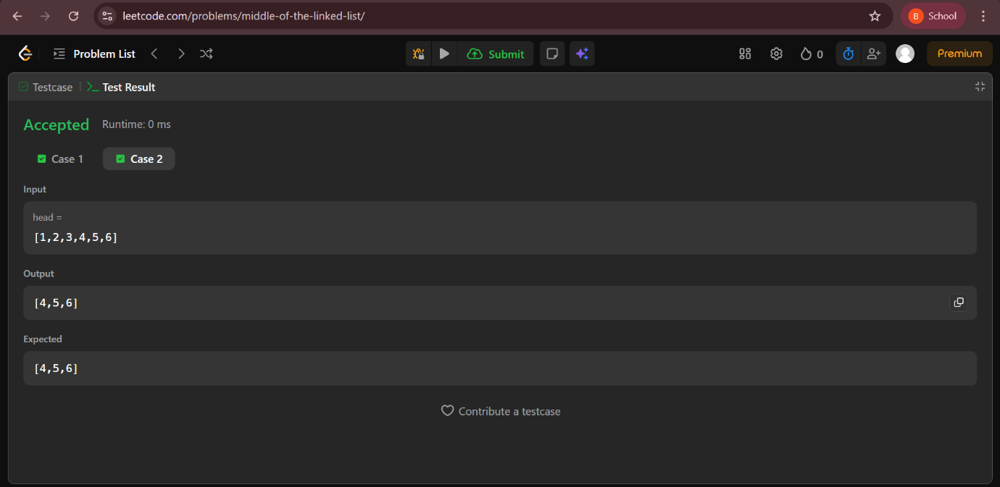 leetcode.com/problems/middle-of-the-linked-list/
B School
Problem List
Submit
0
Premium
Testcase
Test Result
Accepted Runtime: 0 ms
Case 1 Case 2
Input
head =
[1,2,3,4,5,6]
Output
[4,5,6]
Expected
[4,5,6]
Contribute a testcase